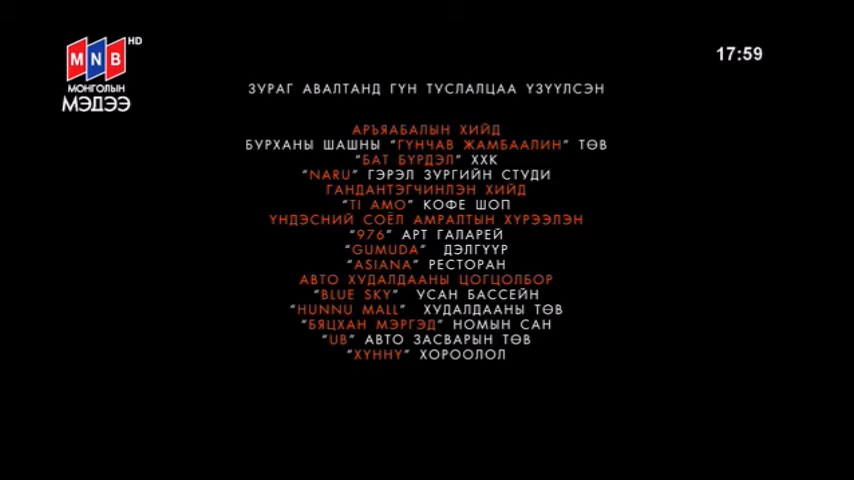 MNB HD
МОНГОЛЫН
МЭДЭЭ
17:59
ЗУРАГ АВАЛТАНД ГҮН ТУСЛАЛЦАА ҮЗҮҮЛСЭН
АРЪЯАБАЛЫН ХИЙД
БУРХАНЫ ШАШНЫ "ГҮНЧАВ ЖАМБААЛИН" ТӨВ
"БАТ БҮРДЭЛ" ХХК
"NARU" ГЭРЭЛ ЗУРГИЙН СТУДИ
ГАНДАНТЭГЧИНЛЭН ХИЙД
"TI AMO" КОФЕ ШОП
ҮНДЭСНИЙ СОЁЛ АМРАЛТЫН ХҮРЭЭЛЭН
"976" АРТ ГАЛАРЕЙ
"GUMUDA" ДЭЛГҮҮР
"ASIANA" РЕСТОРАН
АВТО ХУДАЛДААНЫ ЦОГЦОЛБОР
"BLUE SKY" УСАН БАССЕЙН
"HUNNU MALL" ХУДАЛДААНЫ ТӨВ
"БЯЦХАН МЭРГЭД" НОМЫН САН
"UB" АВТО ЗАСВАРЫН ТӨВ
"ХҮННҮ" ХОРООЛОЛ